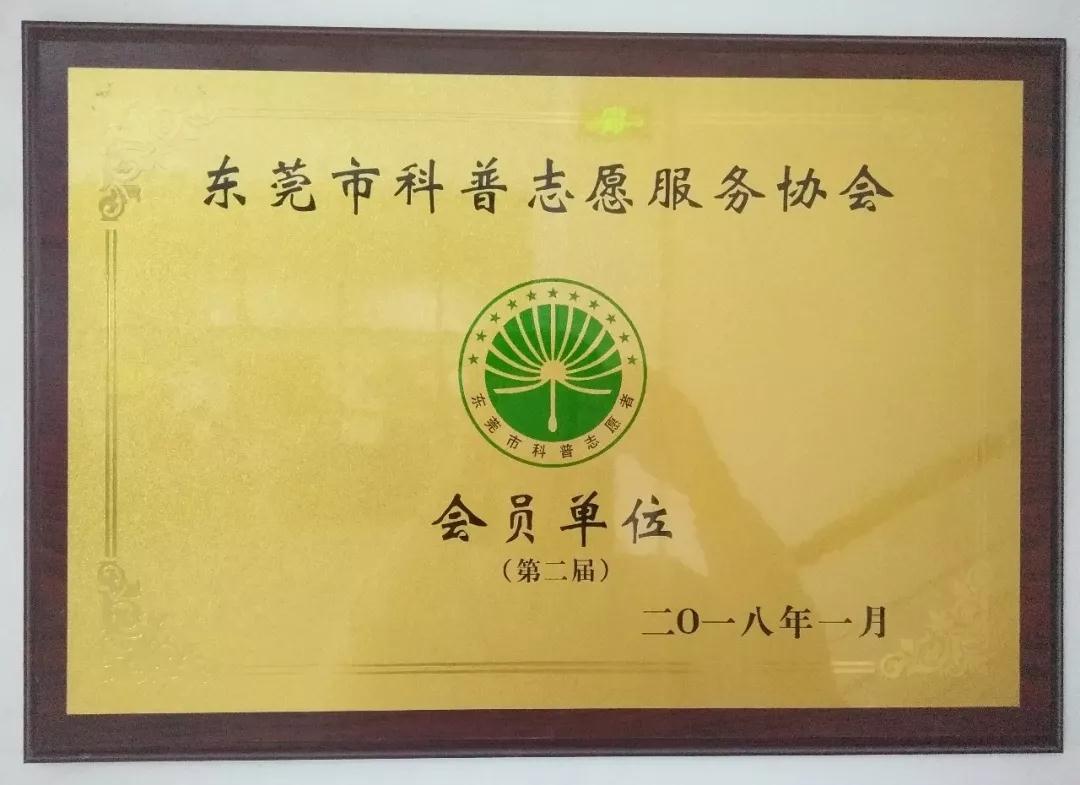 东莞市科普志愿服务协会
东莞市科普志愿者
会员单位
（第二届）
二O一八年一月